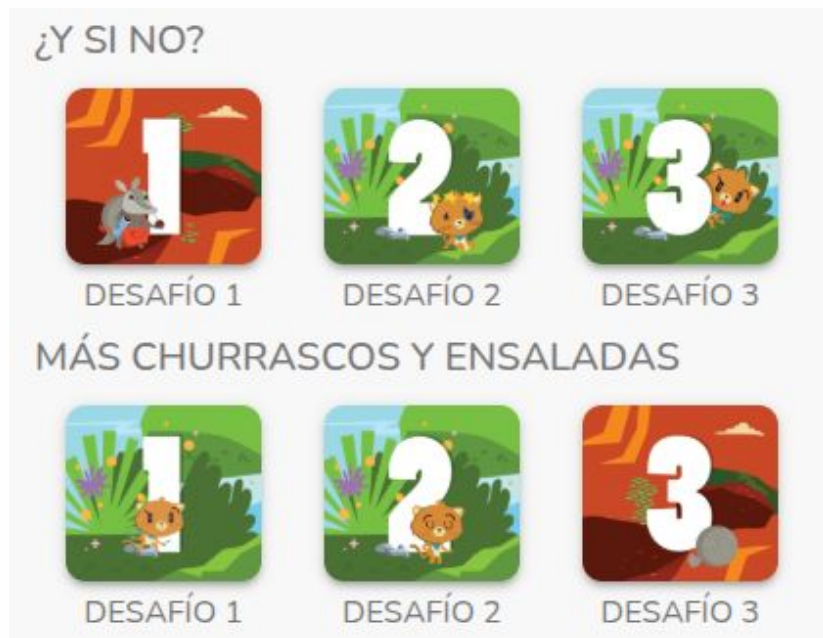 ¿Y SI NO?
1 2 3
DESAFÍO 1 DESAFÍO 2 DESAFÍO 3
MÁS CHURRASCOS Y ENSALADAS
1 2 3
DESAFÍO 1 DESAFÍO 2 DESAFÍO 3